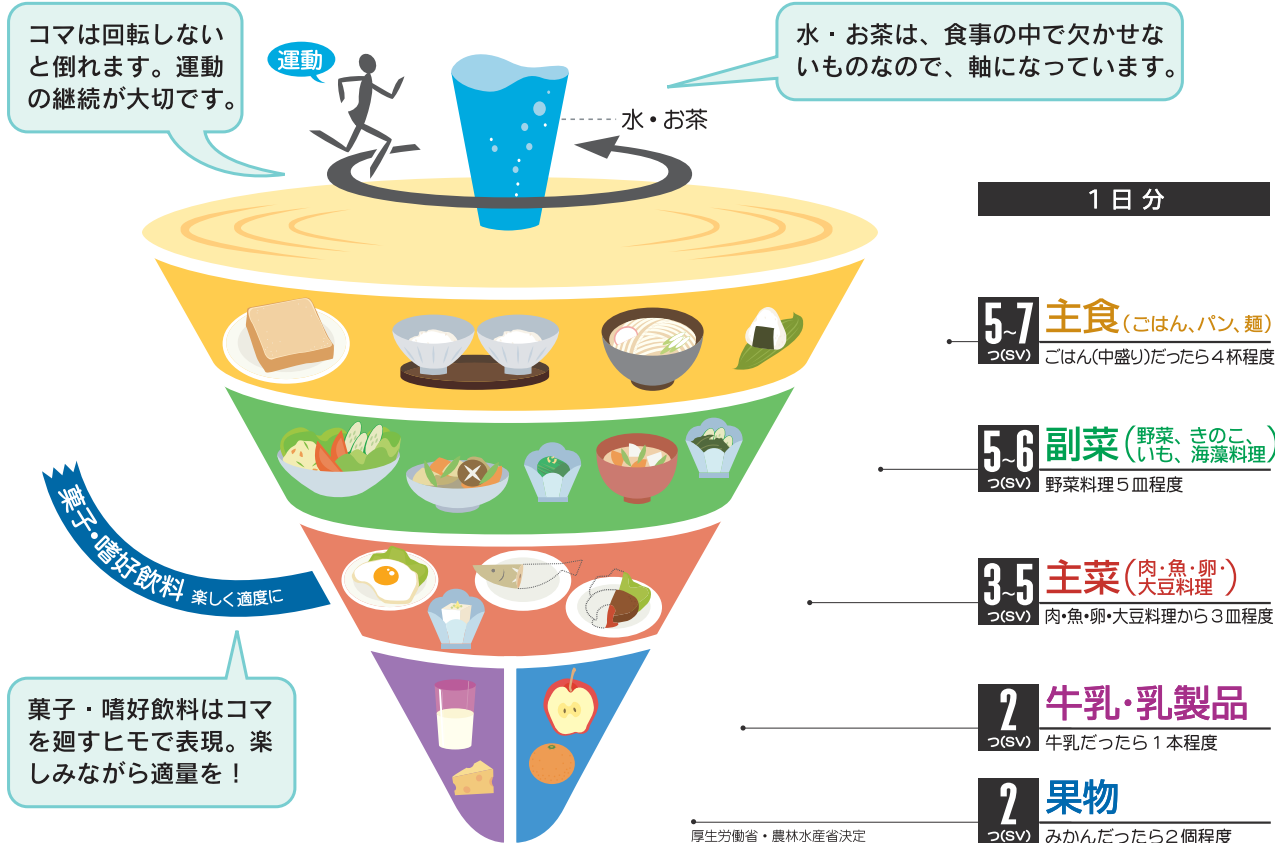 コマは回転しない
と倒れます。運動
の継続が大切です。
運動
水・お茶は、食事の中で欠かせな
いものなので、軸になっています。
水・お茶
1日分
5~7
つ(SV)
主食(ごはん、パン、麺)
ごはん(中盛り)だったら4杯程度
5~6
つ(SV)
副菜(野菜、きのこ、
いも、海藻料理)
野菜料理5皿程度
菓子・嗜好飲料 楽しく適度に
3~5
つ(SV)
主菜(肉・魚・卵・
大豆料理)
肉・魚・卵・大豆料理から3皿程度
菓子・嗜好飲料はコマ
を廻すヒモで表現。楽
しみながら適量を!
2
つ(SV)
牛乳・乳製品
牛乳だったら1本程度
2
つ(SV)
果物
みかんだったら2個程度
厚生労働省・農林水産省決定